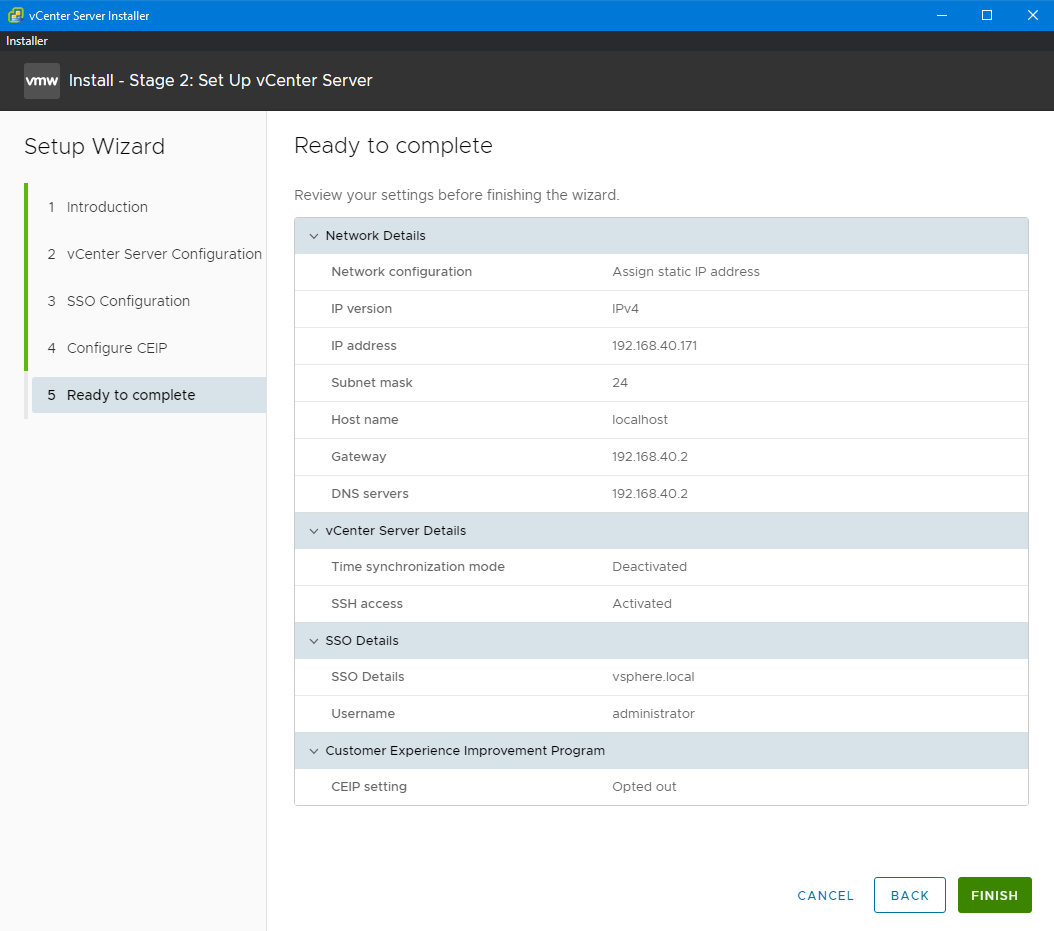 vCenter Server Installer
Installer
vmw Install - Stage 2: Set Up vCenter Server
Setup Wizard
1 Introduction
2 vCenter Server Configuration
3 SSO Configuration
4 Configure CEIP
5 Ready to complete
Ready to complete
Review your settings before finishing the wizard.
Network Details
Network configuration Assign static IP address
IP version IPv4
IP address 192.168.40.171
Subnet mask 24
Host name localhost
Gateway 192.168.40.2
DNS servers 192.168.40.2
vCenter Server Details
Time synchronization mode Deactivated
SSH access Activated
SSO Details
SSO Details vsphere.local
Username administrator
Customer Experience Improvement Program
CEIP setting Opted out
CANCEL BACK FINISH